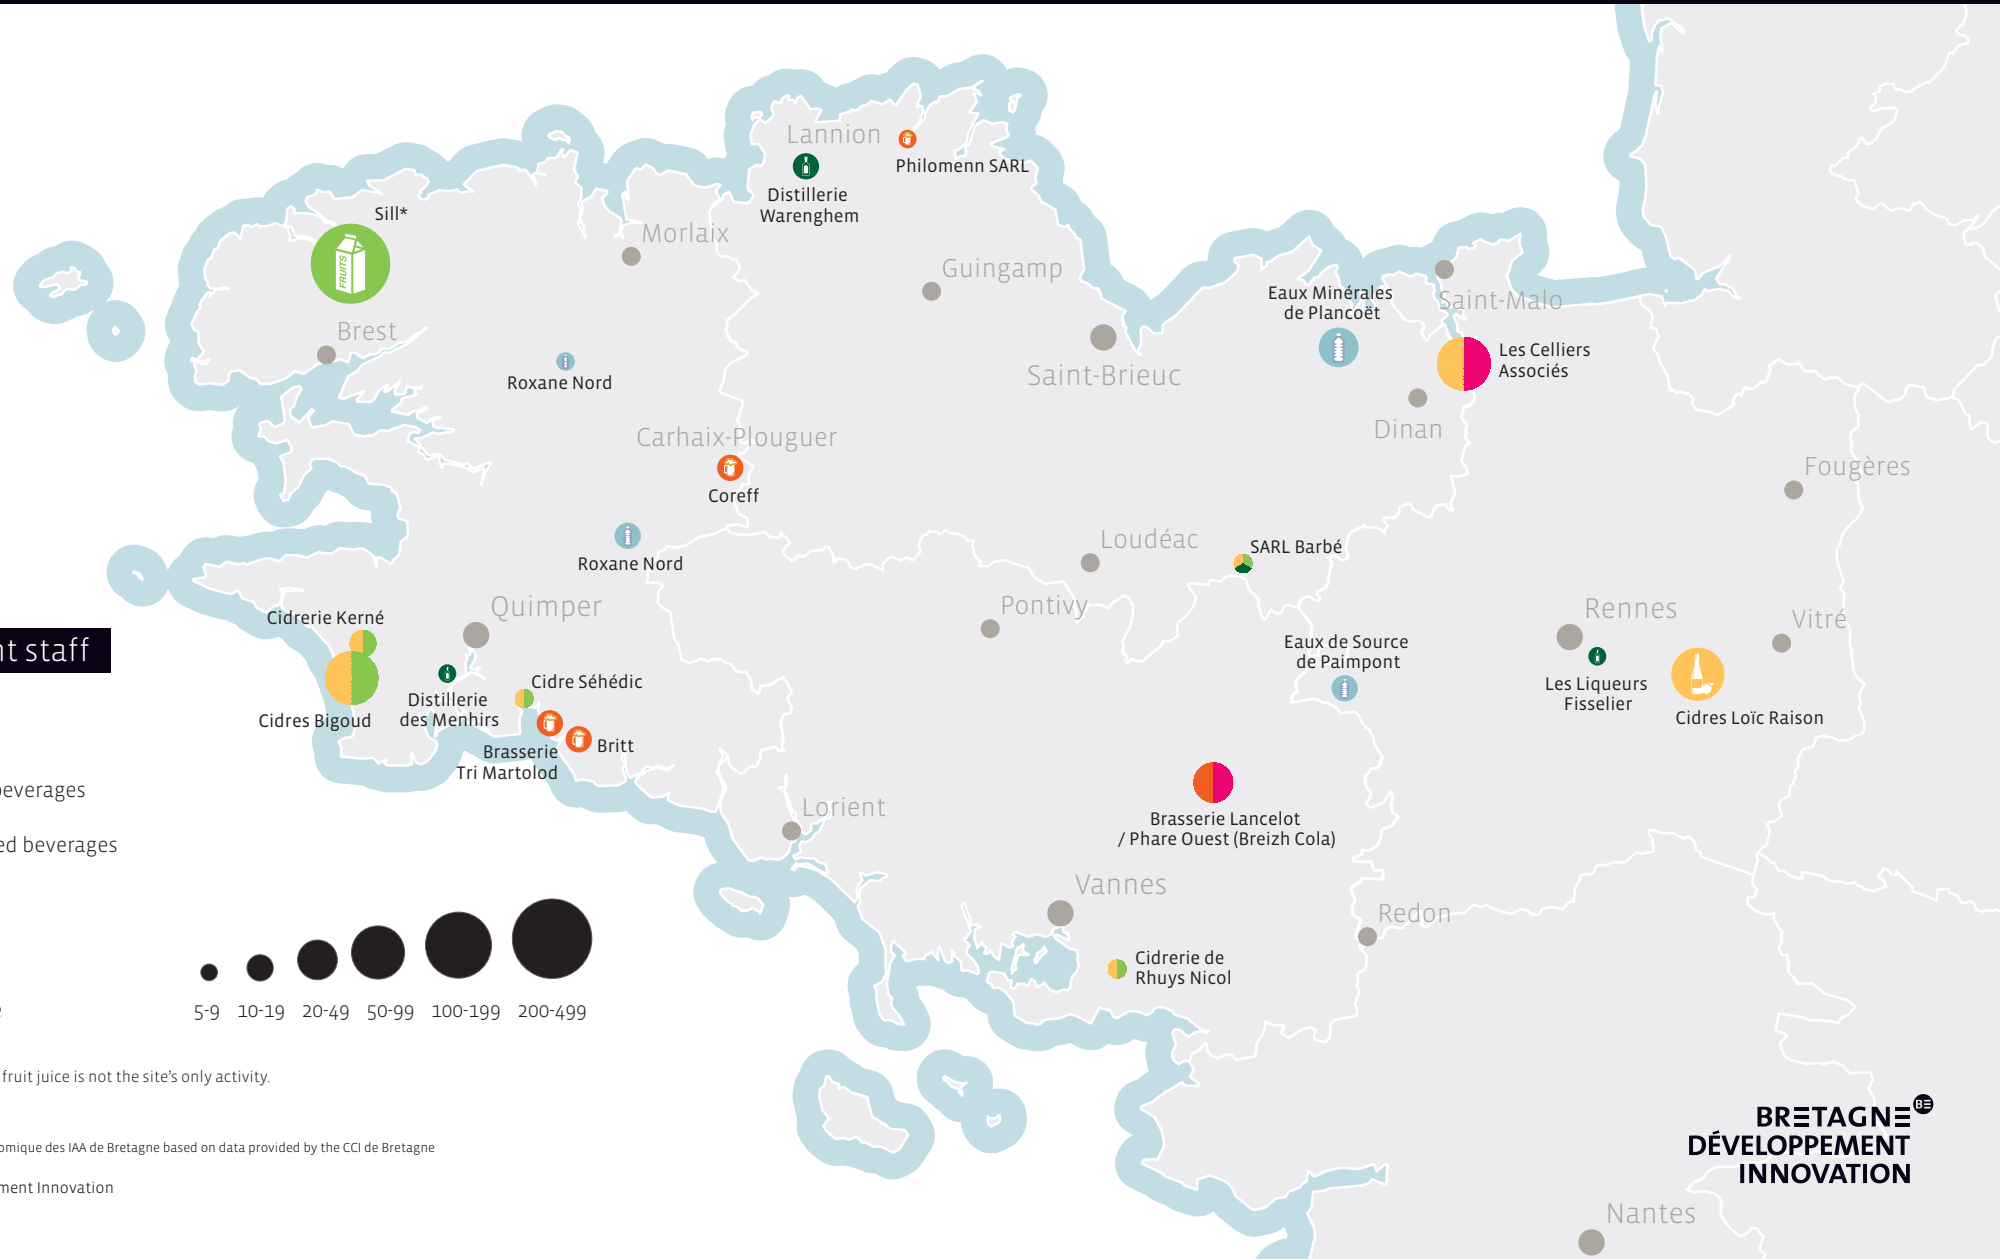 Lannion
Philomenn SARL
Distillerie
Warenghem
Sill*
FRUITS
Morlaix
Guingamp
Eaux Minérales
de Plancoët
Saint-Malo
Brest
Les Celliers
Associés
Roxane Nord
Saint-Brieuc
Dinan
Carhaix-Plouguer
Fougères
Coreff
Loudéac
SARL Barbé
Roxane Nord
Quimper
Pontivy
Rennes
Vitré
Cidrerie Kerné
nt staff
Eaux de Source
de Paimpont
Cidre Séhédic
Les Liqueurs
Fisselier
Distillerie
des Menhirs
Cidres Bigoud
Cidres Loïc Raison
Brasserie
Tri Martolod
Britt
beverages
Lorient
Brasserie Lancelot
/ Phare Ouest (Breizh Cola)
ed beverages
Vannes
Redon
Cidrerie de
Rhuys Nicol
5-9 10-19 20-49 50-99 100-199 200-499
fruit juice is not the site's only activity.
omique des IAA de Bretagne based on data provided by the CCI de Bretagne
ment Innovation
BRETAGNE BE
DÉVELOPPEMENT
INNOVATION
Nantes